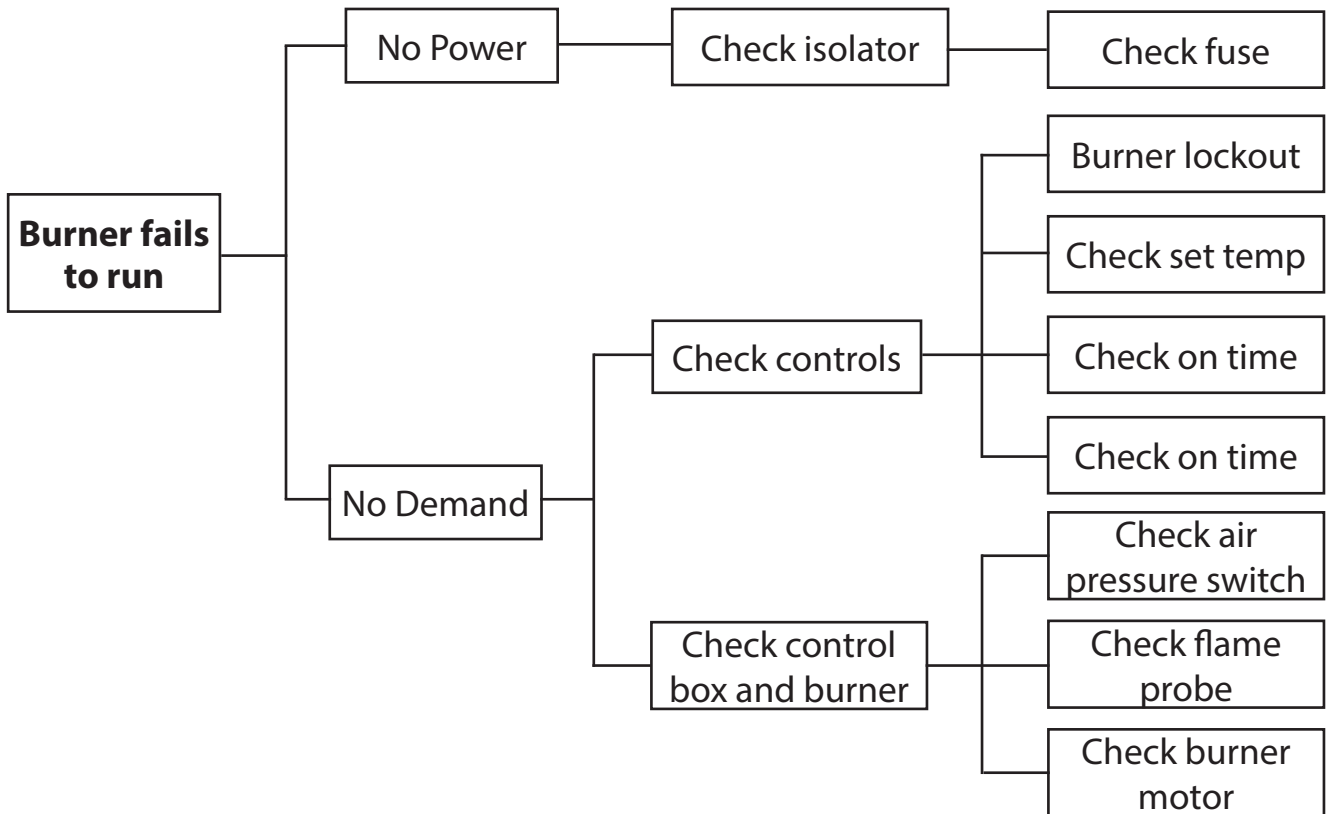 No Power
Check isolator
Check fuse
Burner lockout
Burner fails
to run
Check set temp
Check controls
Check on time
Check on time
No Demand
Check air
pressure switch
Check control
box and burner
Check flame
probe
Check burner
motor